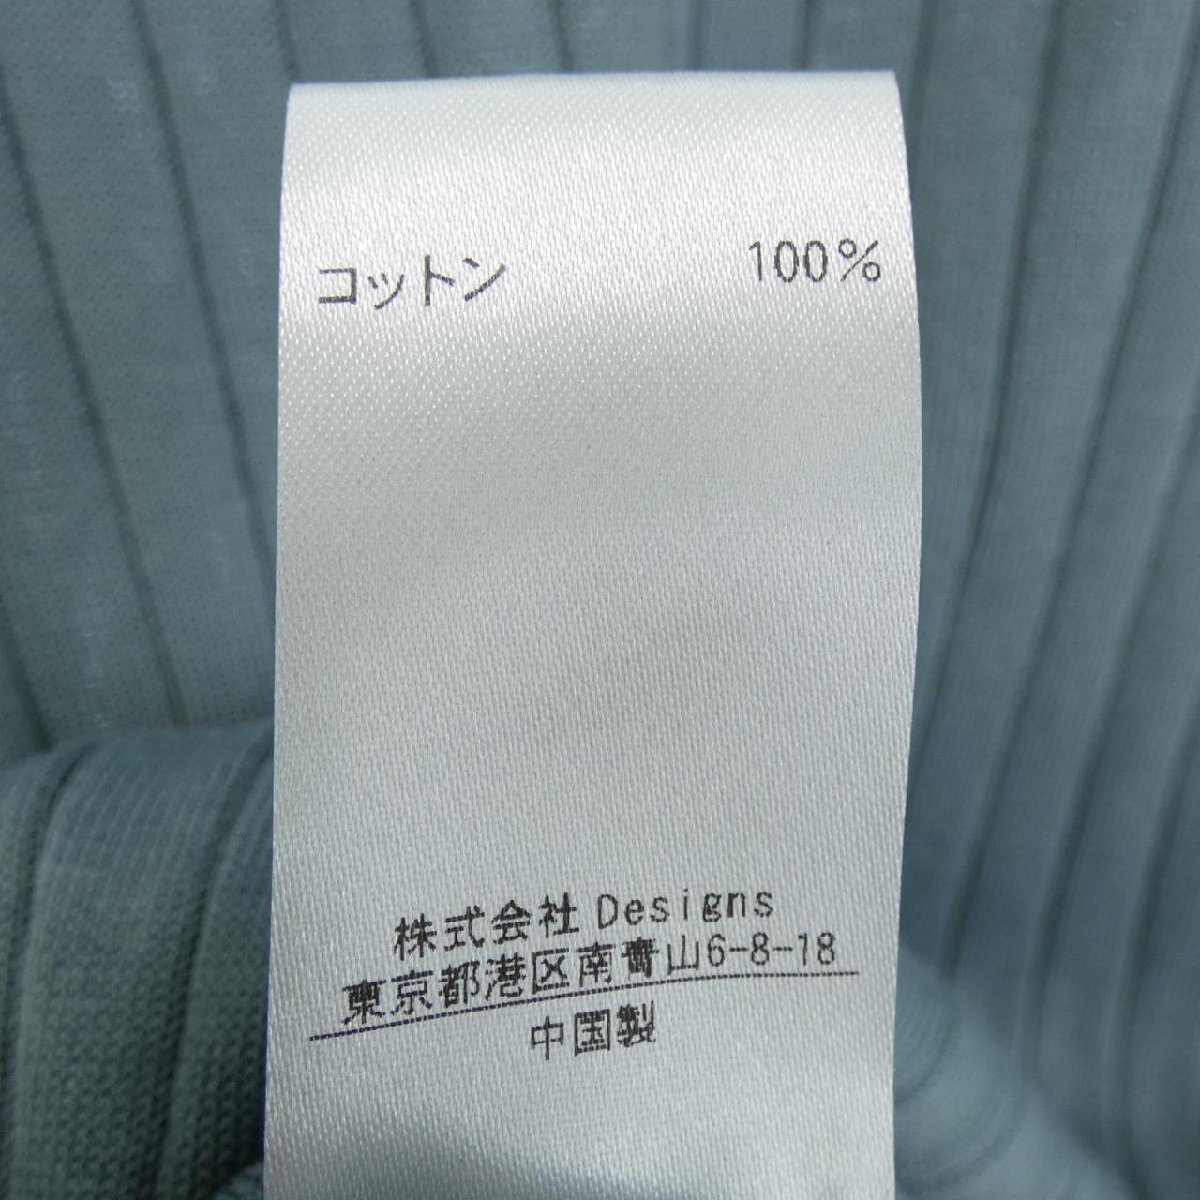 コットン 100%
株式会社 Designs
東京都港区南青山6-8-18
中国製